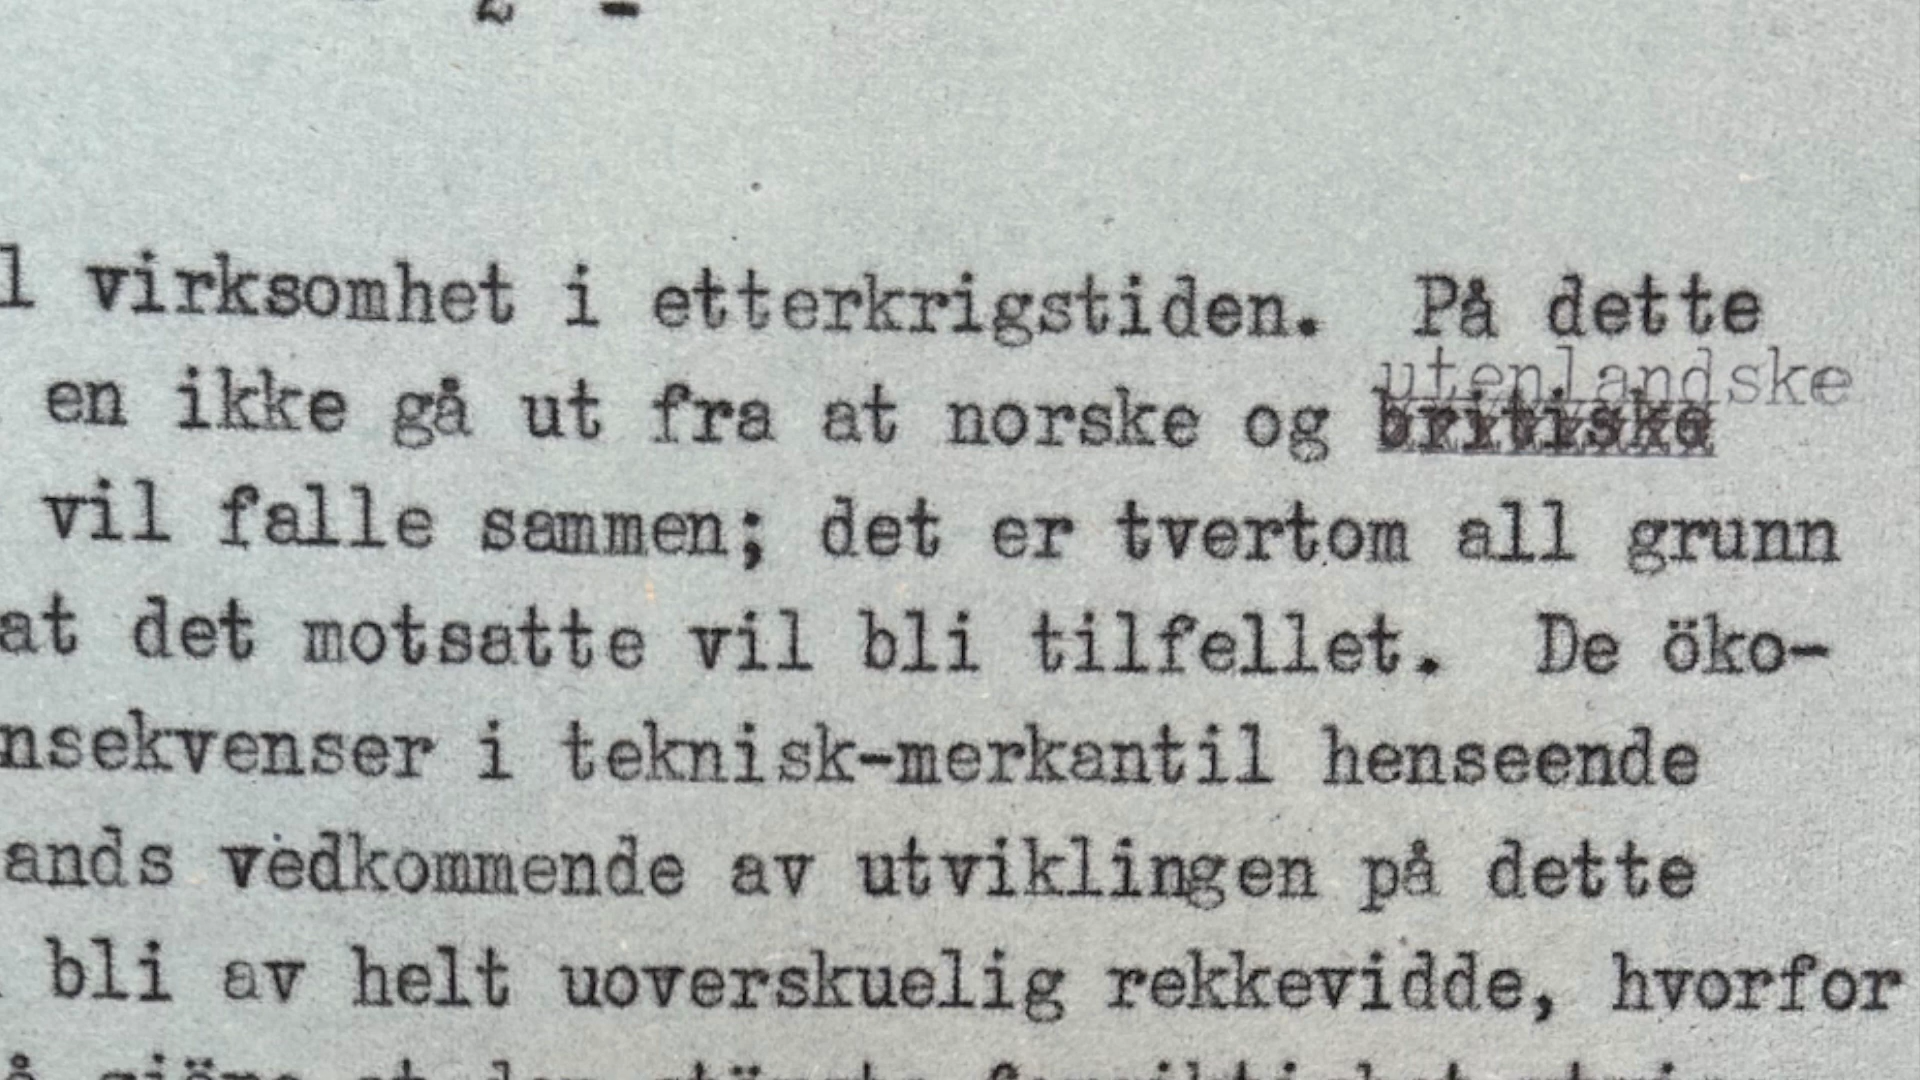 2 -
l virksomhet i etterkrigstiden. På dette
utenlandske
en ikke gå ut fra at norske og britiske
vil falle sammen; det er tvertom all grunn
at det motsatte vil bli tilfellet. De öko-
nsekvenser i teknisk-merkantil henseende
ands vedkommende av utviklingen på dette
bli av helt uoverskuelig rekkevidde, hvorfor